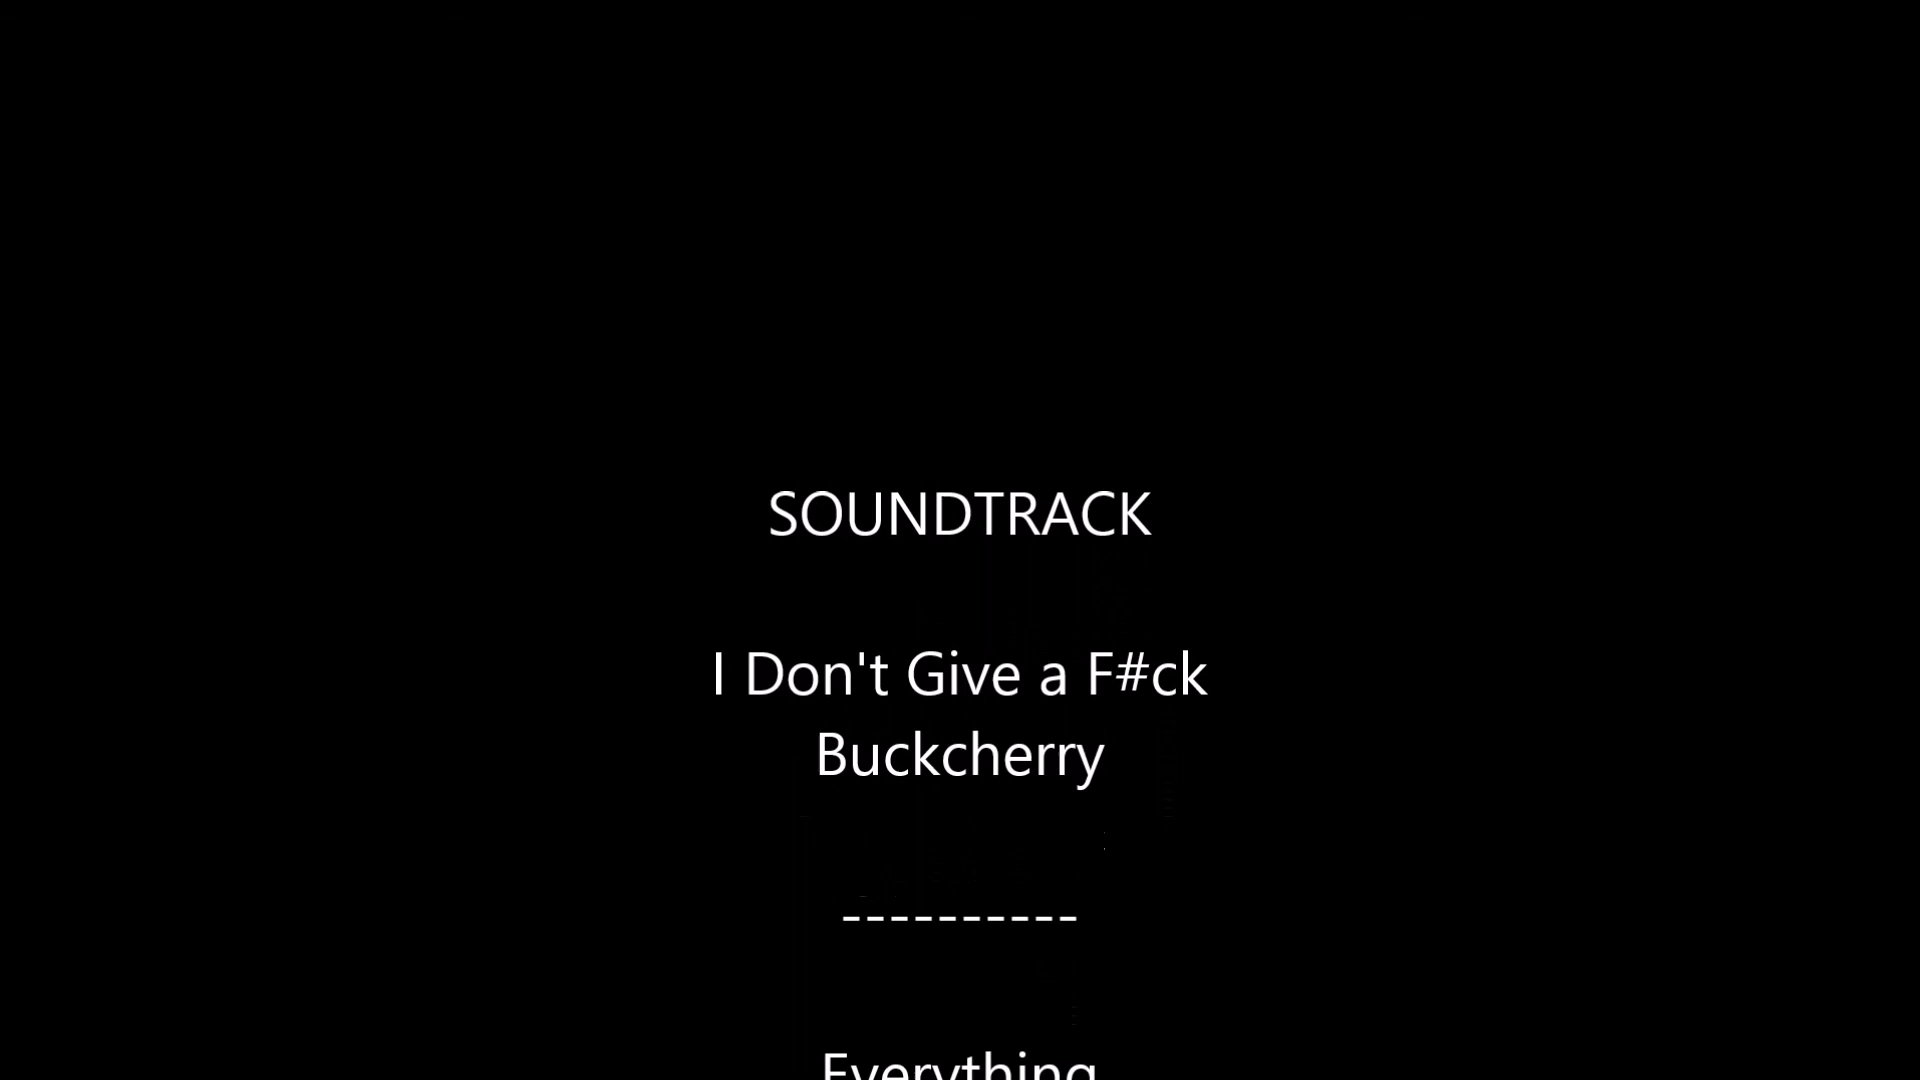 SOUNDTRACK
I Don't Give a F#ck
Buckcherry
----------
Everything